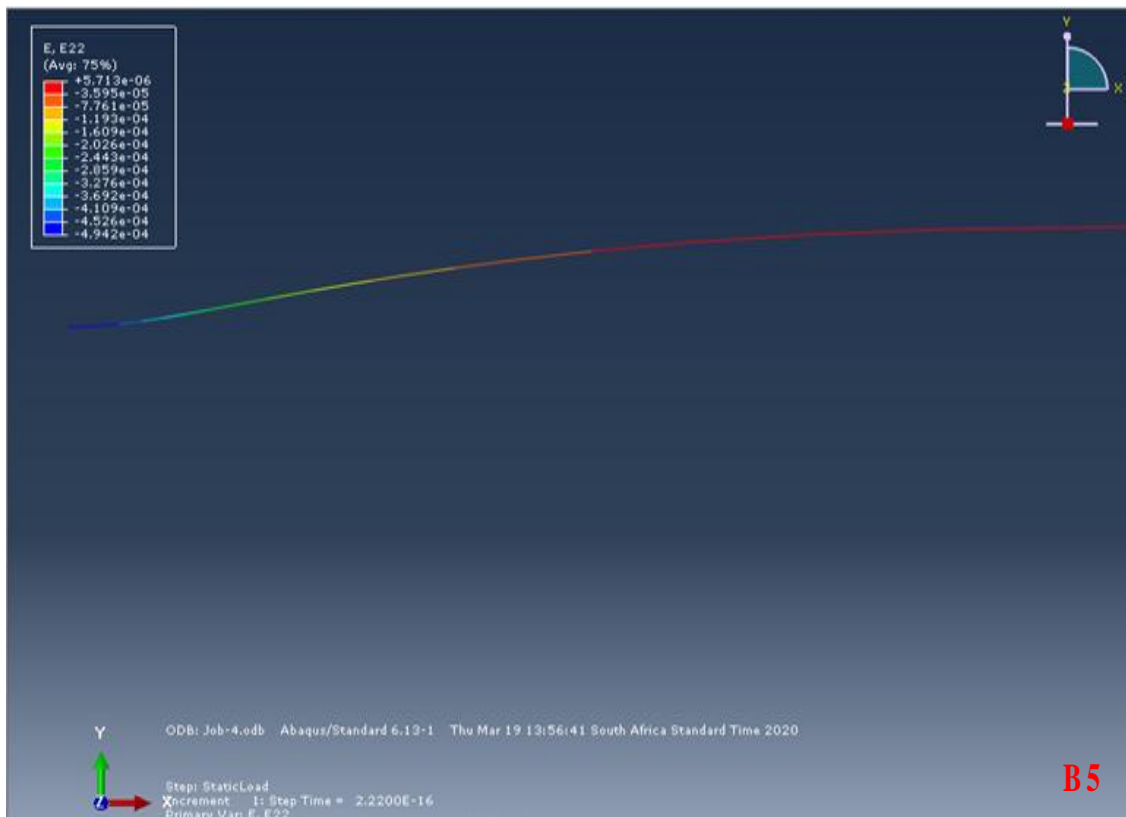 E, E22
(Avg: 75%)
+5.713e-06
-3.595e-05
-7.761e-05
-1.193e-04
-1.609e-04
-2.026e-04
-2.443e-04
-2.859e-04
-3.276e-04
-3.692e-04
-4.109e-04
-4.526e-04
-4.942e-04
Y
Z X
Y
ODB: Job-4.odb Abaqus/Standard 6.13-1 Thu Mar 19 13:56:41 South Africa Standard Time 2020
Step: StaticLoad
Z X Increment 1: Step Time = 2.2200E-16
Primary Var: E, E22
B5